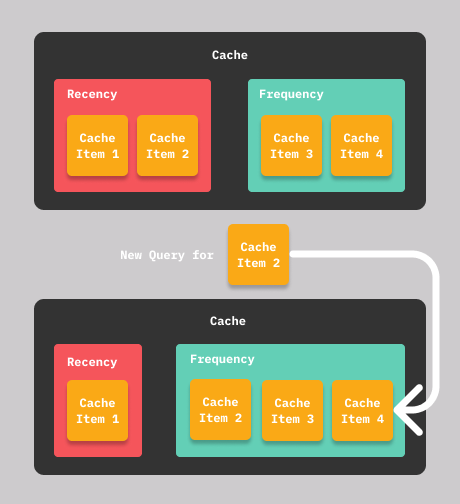 Cache
Recency
Frequency
Cache
Item 1
Cache
Item 2
Cache
Item 3
Cache
Item 4
New Query for
Cache
Item 2
Cache
Recency
Frequency
Cache
Item 1
Cache
Item 2
Cache
Item 3
Cache
Item 4